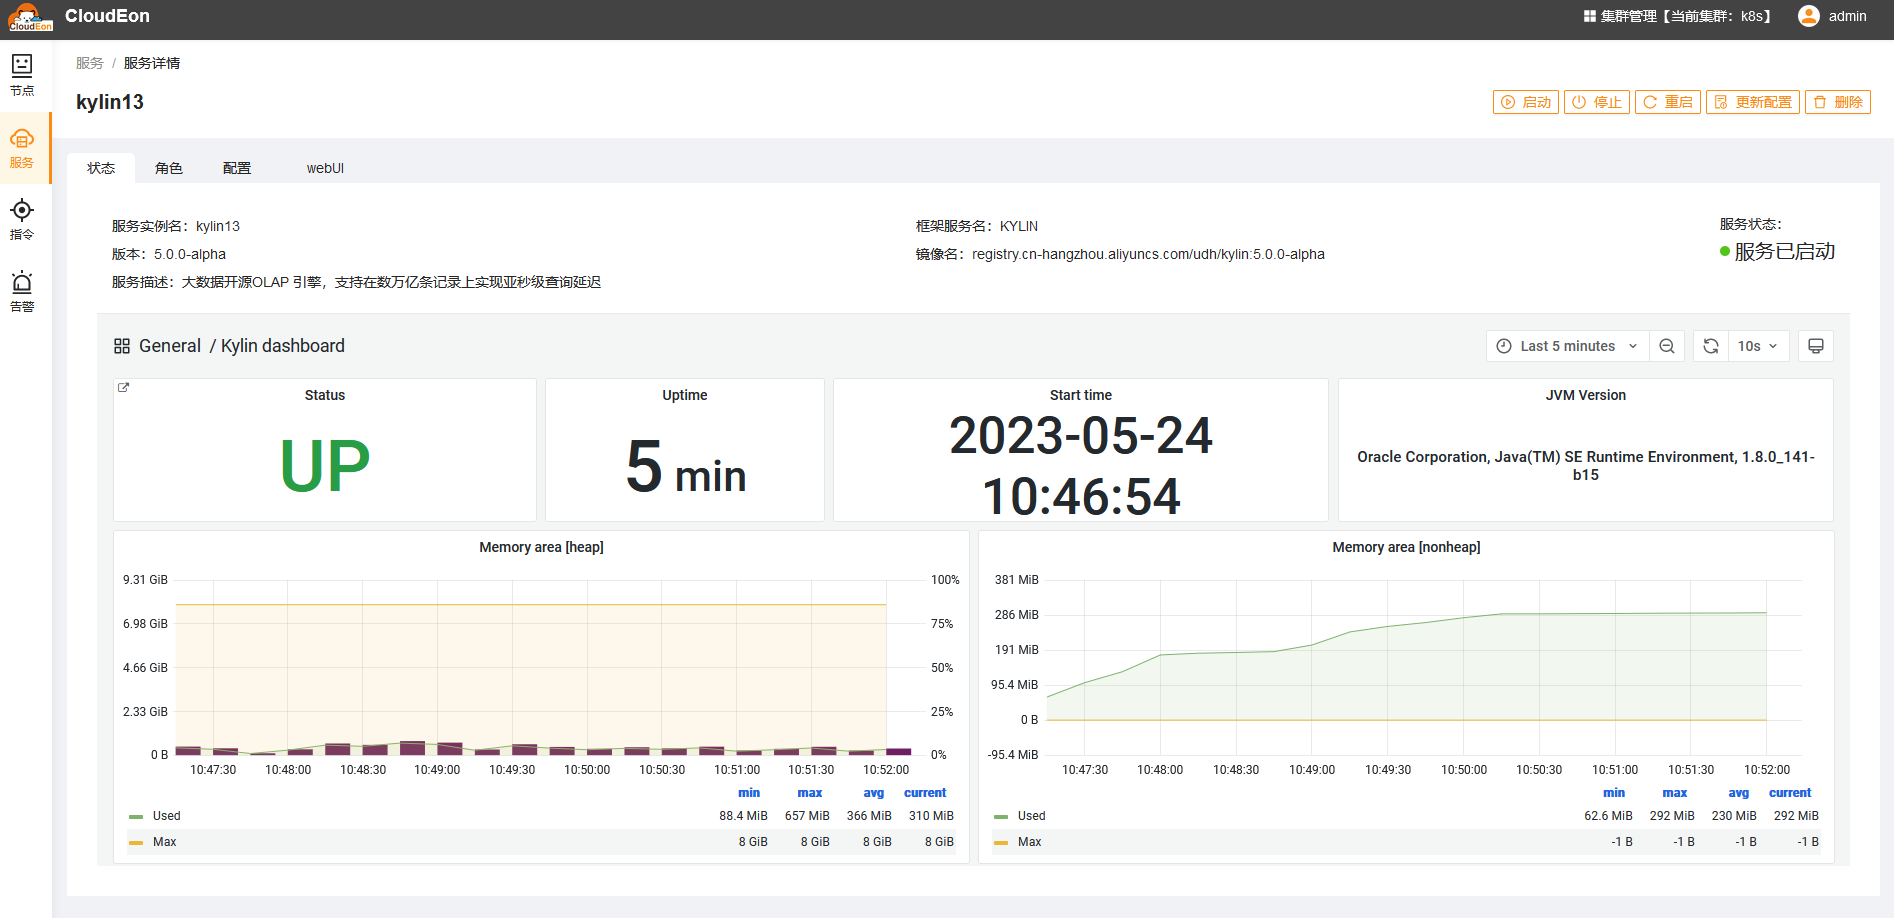 CloudEon
CloudEon
集群管理【当前集群：k8s】
admin
节点
服务
指令
告警
服务 / 服务详情
kylin13
启动
停止
重启
更新配置
删除
状态
角色
配置
webUI
服务实例名：kylin13
框架服务名：KYLIN
服务状态：
版本：5.0.0-alpha
镜像名：registry.cn-hangzhou.aliyuncs.com/udh/kylin:5.0.0-alpha
服务已启动
服务描述：大数据开源OLAP 引擎，支持在数万亿条记录上实现亚秒级查询延迟
General / Kylin dashboard
Last 5 minutes
10s
Status
UP
Uptime
5 min
Start time
2023-05-24
10:46:54
JVM Version
Oracle Corporation, Java(TM) SE Runtime Environment, 1.8.0_141-
b15
Memory area [heap]
9.31 GiB
6.98 GiB
4.66 GiB
2.33 GiB
0 B
100%
75%
50%
25%
0%
10:47:30 10:48:00 10:48:30 10:49:00 10:49:30 10:50:00 10:50:30 10:51:00 10:51:30 10:52:00
min max avg current
Used 88.4 MiB 657 MiB 366 MiB 310 MiB
Max 8 GiB 8 GiB 8 GiB 8 GiB
Memory area [nonheap]
381 MiB
286 MiB
191 MiB
95.4 MiB
0 B
-95.4 MiB
10:47:30 10:48:00 10:48:30 10:49:00 10:49:30 10:50:00 10:50:30 10:51:00 10:51:30 10:52:00
min max avg current
Used 62.6 MiB 292 MiB 230 MiB 292 MiB
Max -1 B -1 B -1 B -1 B